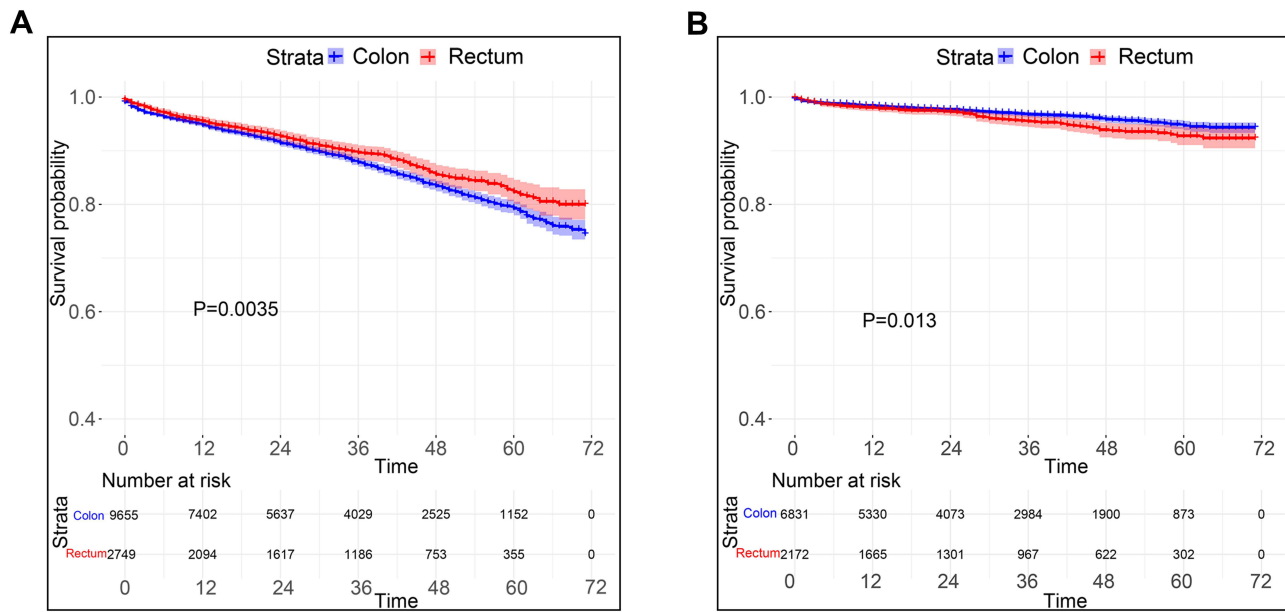 A
Strata Colon Rectum
Survival probability
1.0
0.8
0.6
0.4
P=0.0035
0 12 24 36 48 60 72
Time
Number at risk
Strata
Colon 9655 7402 5637 4029 2525 1152 0
Rectum 2749 2094 1617 1186 753 355 0
0 12 24 36 48 60 72
Time
B
Strata Colon Rectum
Survival probability
1.0
0.8
0.6
0.4
P=0.013
0 12 24 36 48 60 72
Time
Number at risk
Strata
Colon 6831 5330 4073 2984 1900 873 0
Rectum 2172 1665 1301 967 622 302 0
0 12 24 36 48 60 72
Time